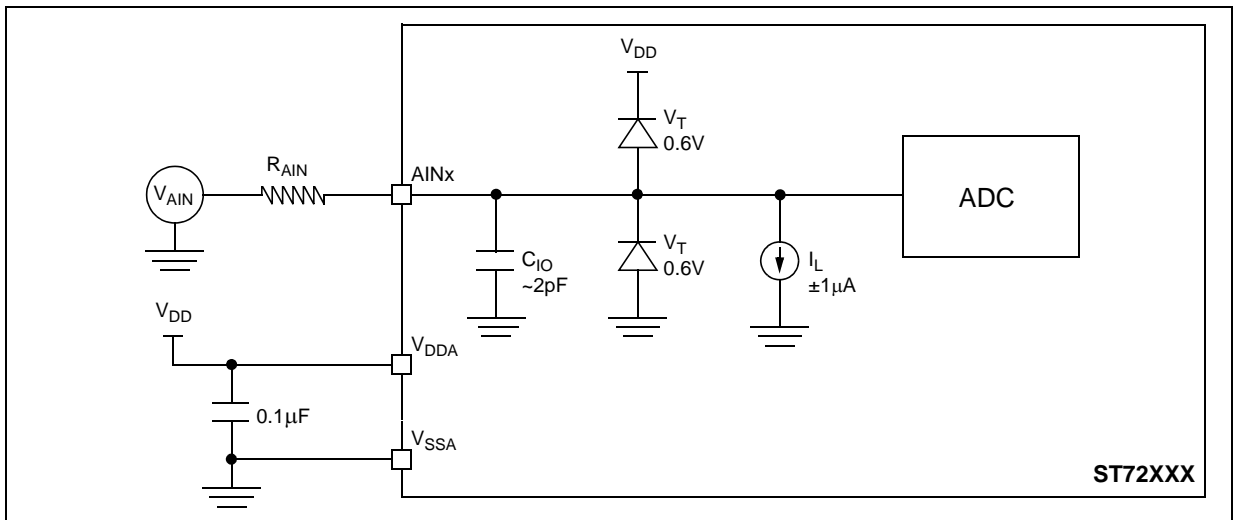 V_DD
V_T
0.6V
R_AIN
AINx
V_AIN
ADC
C_IO
~2pF
V_T
0.6V
I_L
±1µA
V_DD
V_DDA
0.1µF
V_SSA
ST72XXX